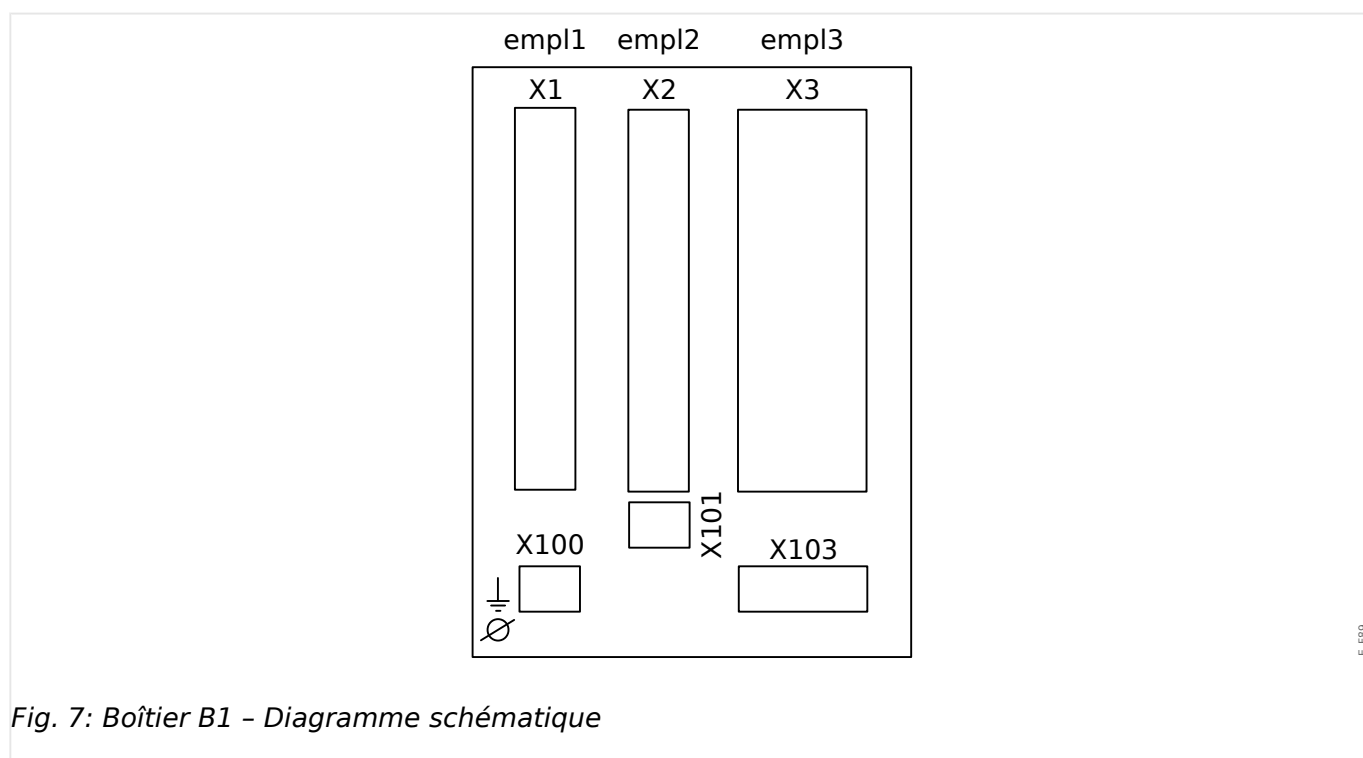 empl1 empl2 empl3
X1 X2 X3
X101
X100 X103
Fig. 7: Boîtier B1 – Diagramme schématique